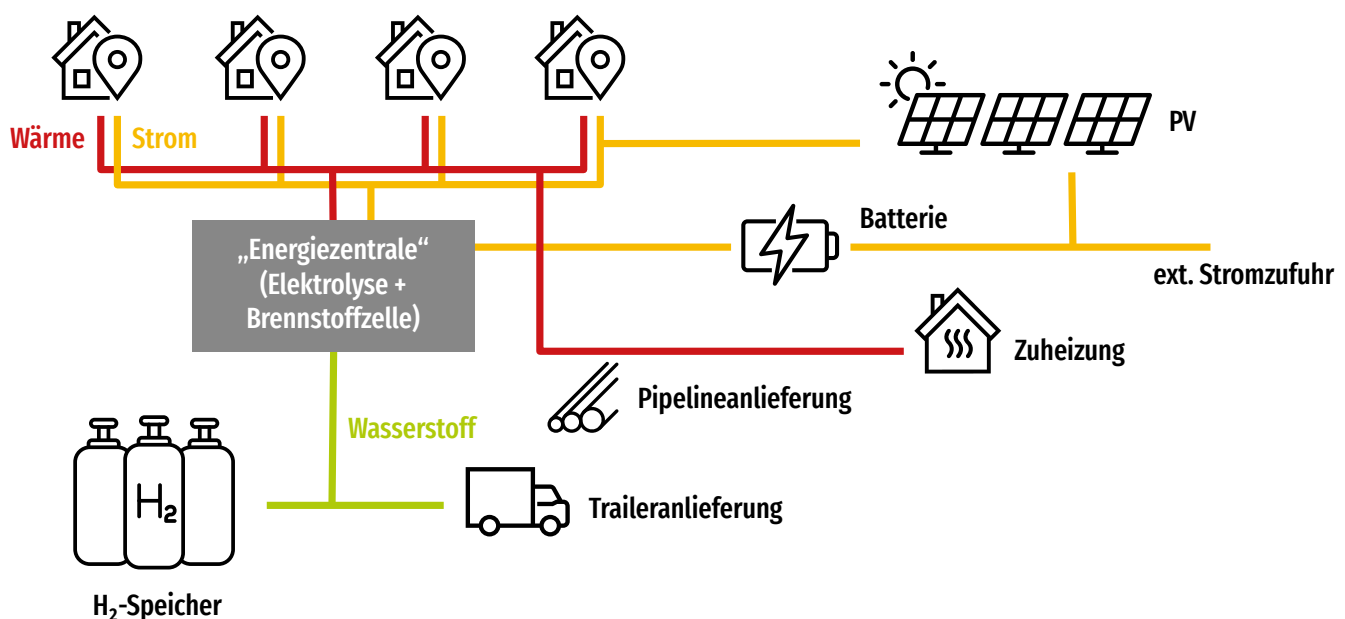 Wärme
Strom
PV
Batterie
„Energiezentrale“
(Elektrolyse +
Brennstoffzelle)
ext. Stromzufuhr
Zuheizung
Pipelineanlieferung
Wasserstoff
H₂
Traileranlieferung
H₂-Speicher